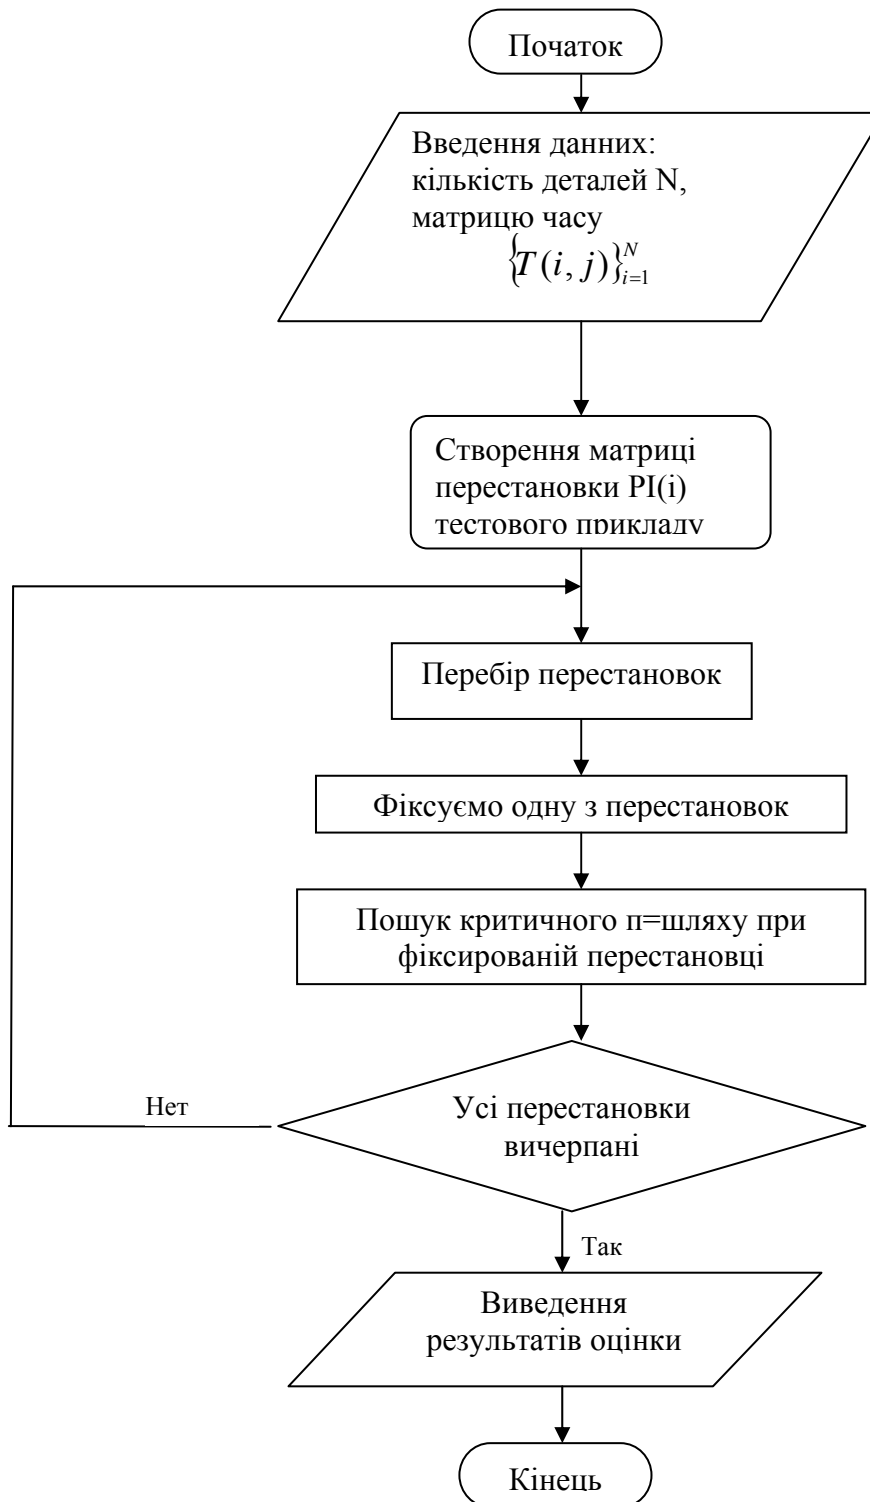 Початок
Введення данних:
кількість деталей N,
матрицю часу
{T(i, j)}_{i=1}^{N}
Створення матриці
перестановки PI(i)
тестового прикладу
Перебір перестановок
Фіксуємо одну з перестановок
Пошук критичного п=шляху при
фіксированій перестановці
Усі перестановки
вичерпані
Нет
Так
Виведення
результатів оцінки
Кінець